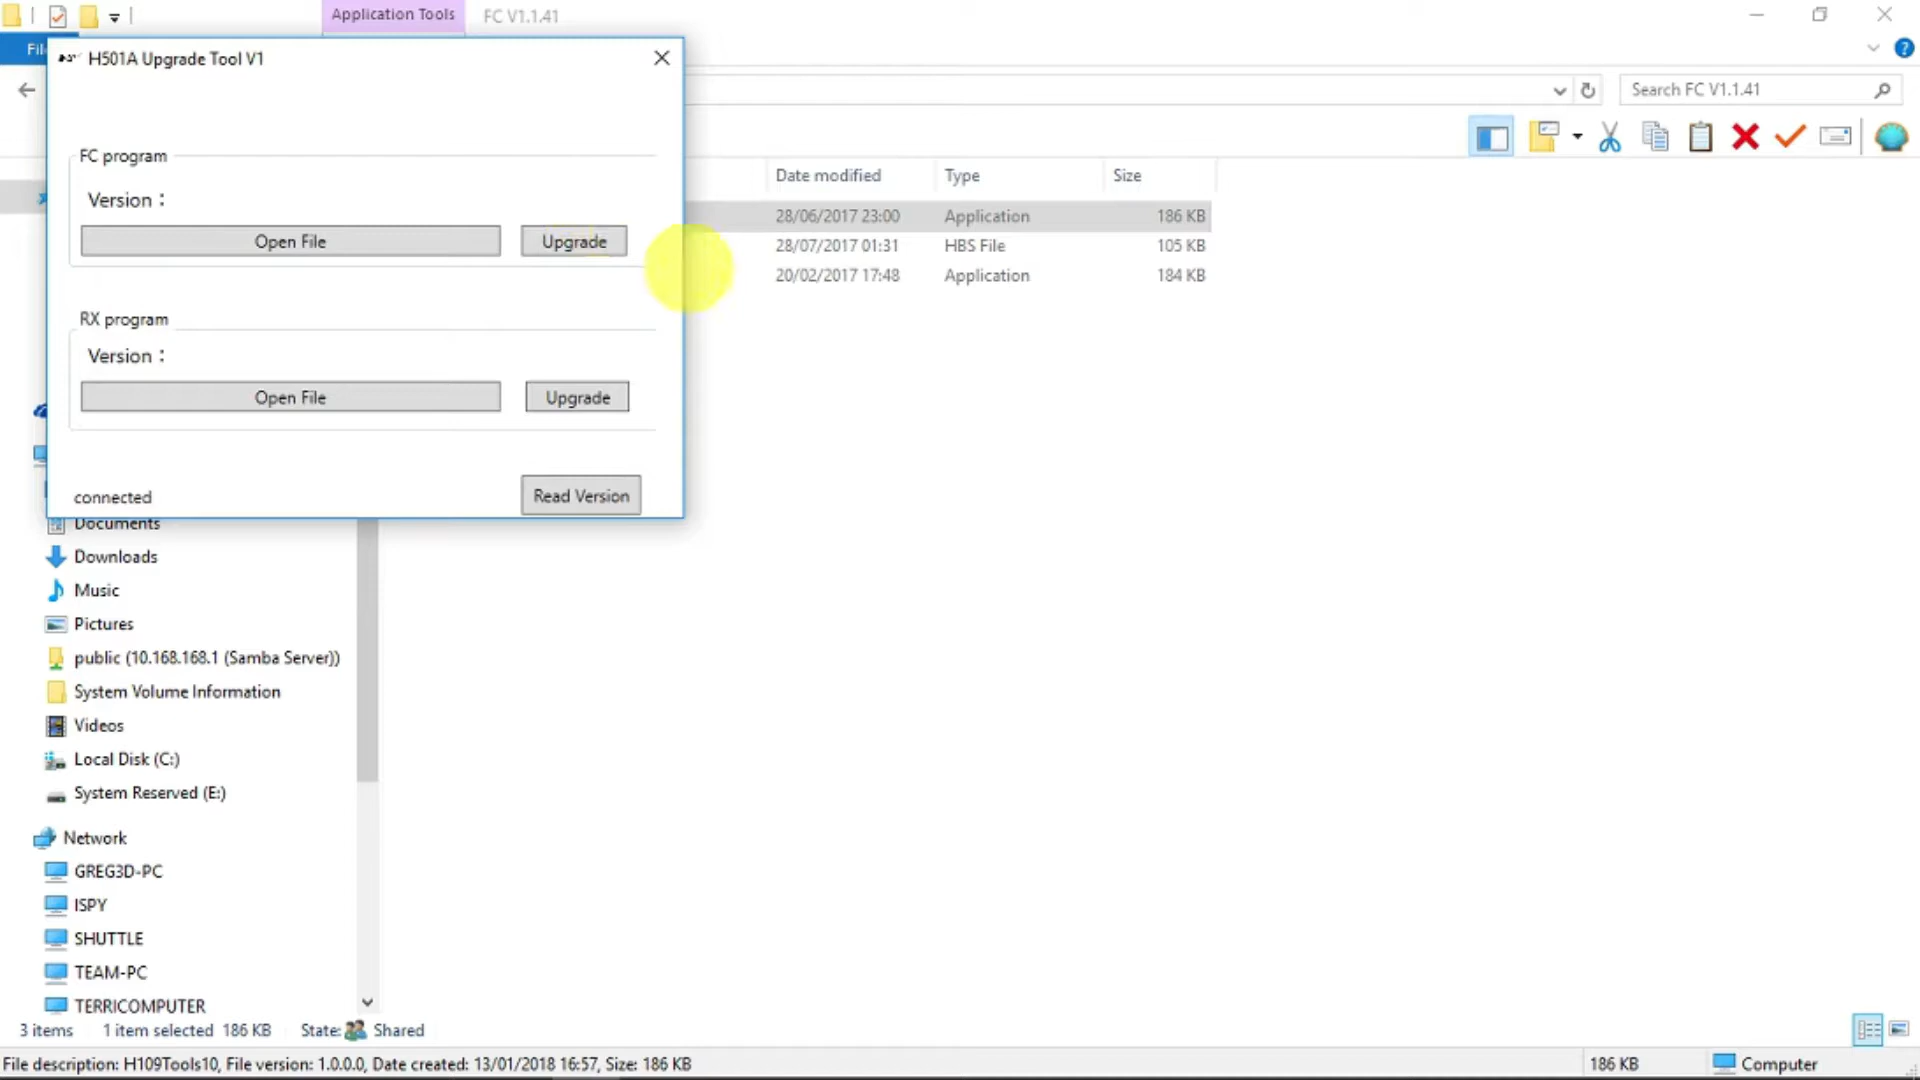 Application Tools
FC V1.1.41
H501A Upgrade Tool V1
Search FC V1.1.41
FC program
Version :
Open File
Upgrade
RX program
Version :
Open File
Upgrade
connected
Read Version
Date modified
Type
Size
28/06/2017 23:00
Application
186 KB
28/07/2017 01:31
HBS File
105 KB
20/02/2017 17:48
Application
184 KB
Documents
Downloads
Music
Pictures
public (10.168.168.1 (Samba Server))
System Volume Information
Videos
Local Disk (C:)
System Reserved (E:)
Network
GREG3D-PC
ISPY
SHUTTLE
TEAM-PC
TERRICOMPUTER
3 items
1 item selected 186 KB
State: Shared
File description: H109Tools10, File version: 1.0.0.0, Date created: 13/01/2018 16:57, Size: 186 KB
186 KB
Computer